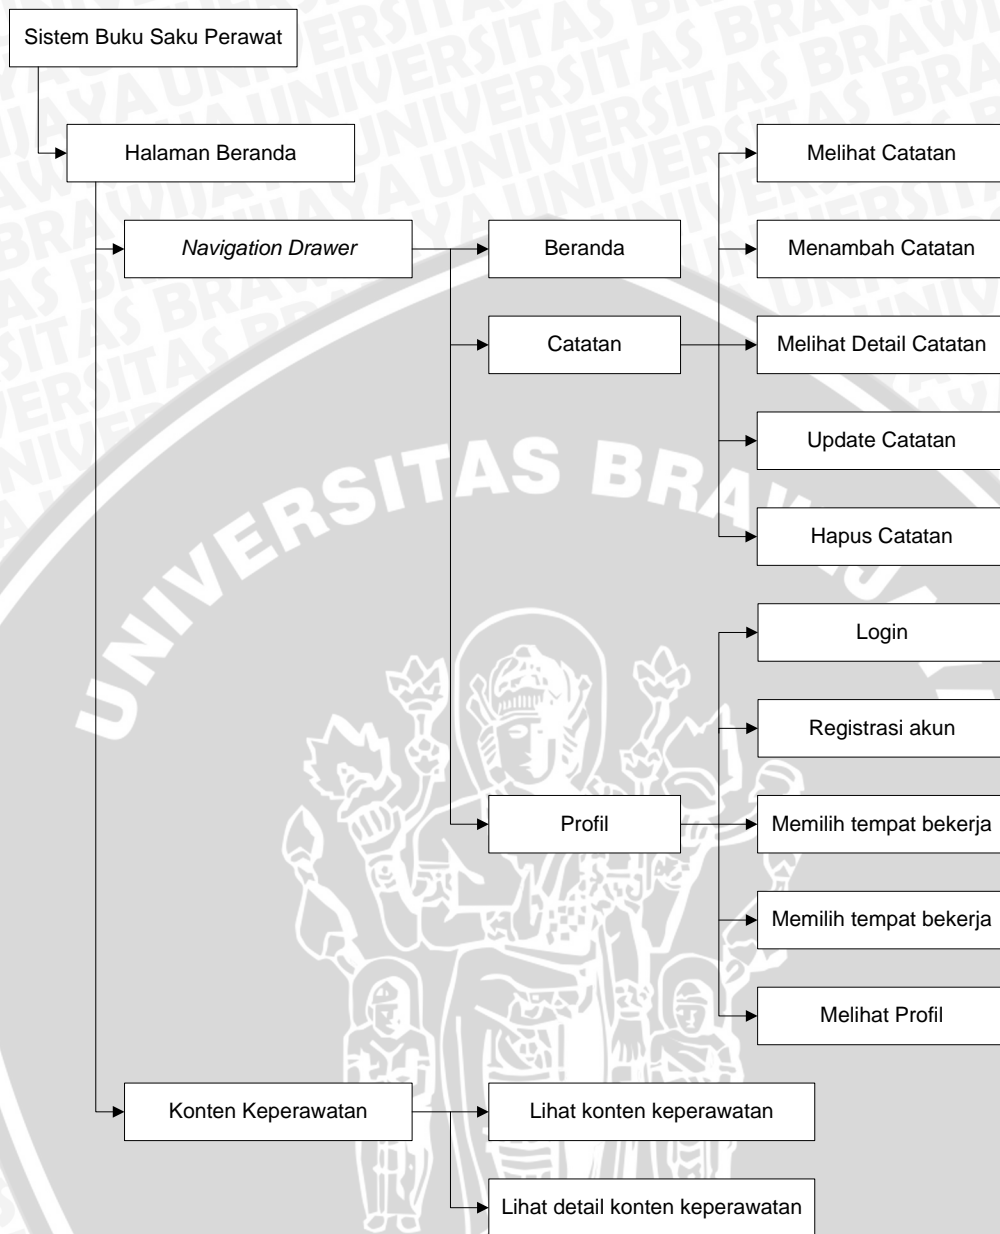 Sistem Buku Saku Perawat
Halaman Beranda
Melihat Catatan
Navigation Drawer
Beranda
Menambah Catatan
Catatan
Melihat Detail Catatan
Update Catatan
Hapus Catatan
Login
Registrasi akun
Profil
Memilih tempat bekerja
Memilih tempat bekerja
Melihat Profil
Konten Keperawatan
Lihat konten keperawatan
Lihat detail konten keperawatan
UNIVERSITAS BRAWIJAYA